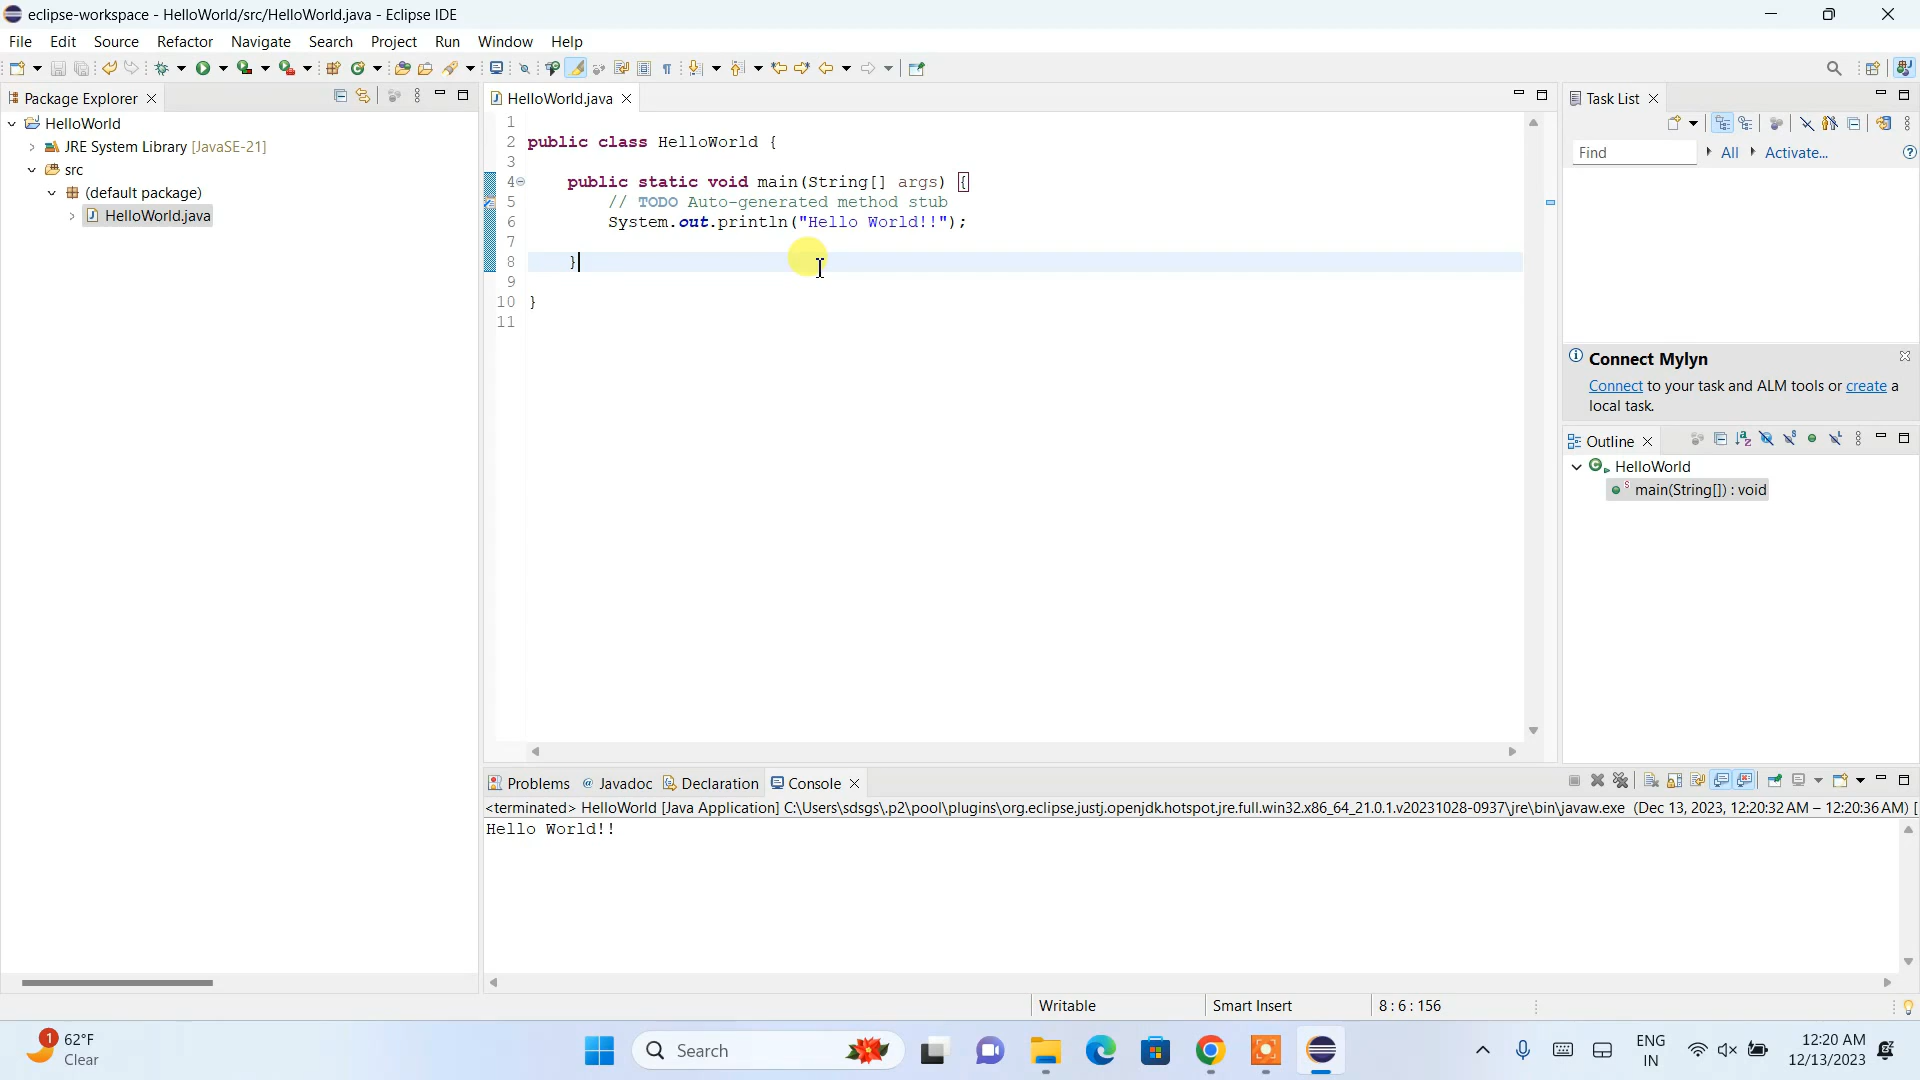 eclipse-workspace - HelloWorld/src/HelloWorld.java - Eclipse IDE
File Edit Source Refactor Navigate Search Project Run Window Help
Package Explorer
HelloWorld
JRE System Library [JavaSE-21]
src
(default package)
HelloWorld.java
HelloWorld.java
1
2 public class HelloWorld {
3
4 public static void main(String[] args) {
5 // TODO Auto-generated method stub
6 System.out.println("Hello World!!");
7
8 }
9
10 }
11
Task List
Find All Activate...
Connect Mylyn
Connect to your task and ALM tools or create a
local task.
Outline
HelloWorld
main(String[]) : void
Problems Javadoc Declaration Console
<terminated> HelloWorld [Java Application] C:\Users\sdsgs\.p2\pool\plugins\org.eclipse.justj.openjdk.hotspot.jre.full.win32.x86_64_21.0.1.v20231028-0937\jre\bin\javaw.exe (Dec 13, 2023, 12:20:32 AM – 12:20:36 AM) [
Hello World!!
Writable Smart Insert 8 : 6 : 156
1 62°F
Clear
Search
ENG
IN
12:20 AM
12/13/2023